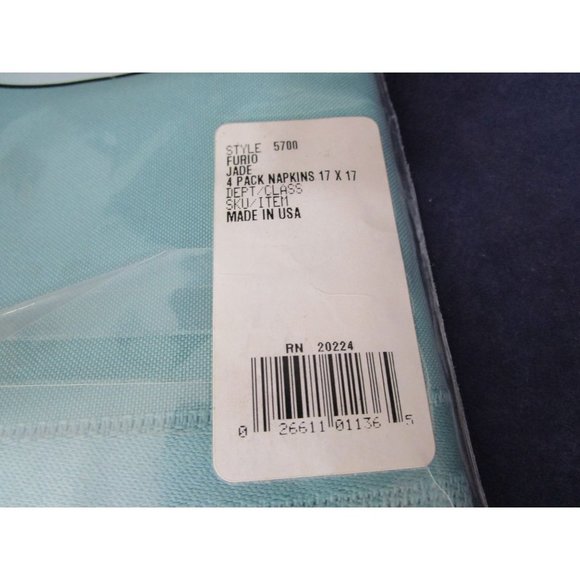 STYLE 5700
FURIO
JADE
4 PACK NAPKINS 17 X 17
DEPT/CLASS
SKU/ITEM
MADE IN USA
RN 20224
0 26611 01136 5